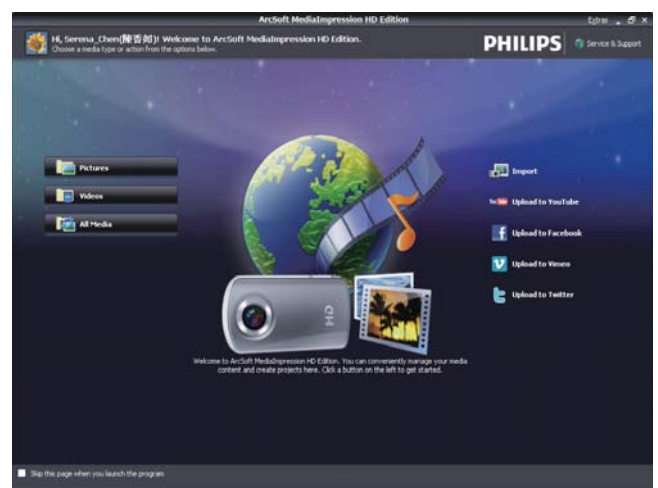 ArcSoft MediaImpression HD Edition
Extras
Hi, Serena_Chen(陳香如)! Welcome to ArcSoft MediaImpression HD Edition.
Choose a media type or action from the options below.
PHILIPS
Service & Support
Pictures
Videos
All Media
Import
Upload to YouTube
Upload to Facebook
Upload to Vimeo
Upload to Twitter
HD
Welcome to ArcSoft MediaImpression HD Edition. You can conveniently manage your media
content and create projects here. Click a button on the left to get started.
Skip this page when you launch the program